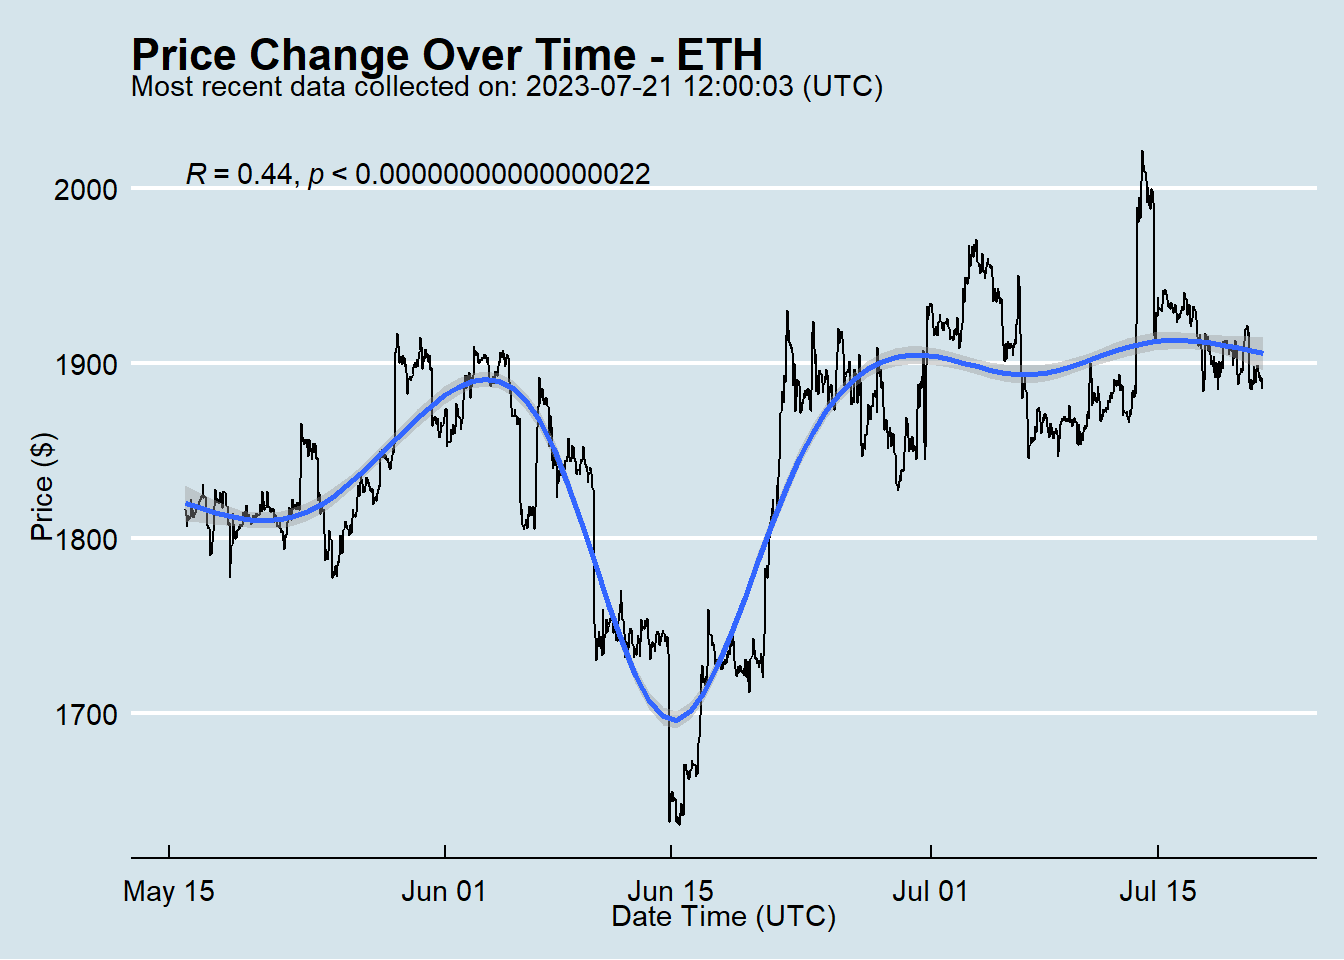 Price Change Over Time - ETH
Most recent data collected on: 2023-07-21 12:00:03 (UTC)
R = 0.44, p < 0.00000000000000022
2000
1900
1800
1700
Price ($)
May 15
Jun 01
Jun 15
Jul 01
Jul 15
Date Time (UTC)